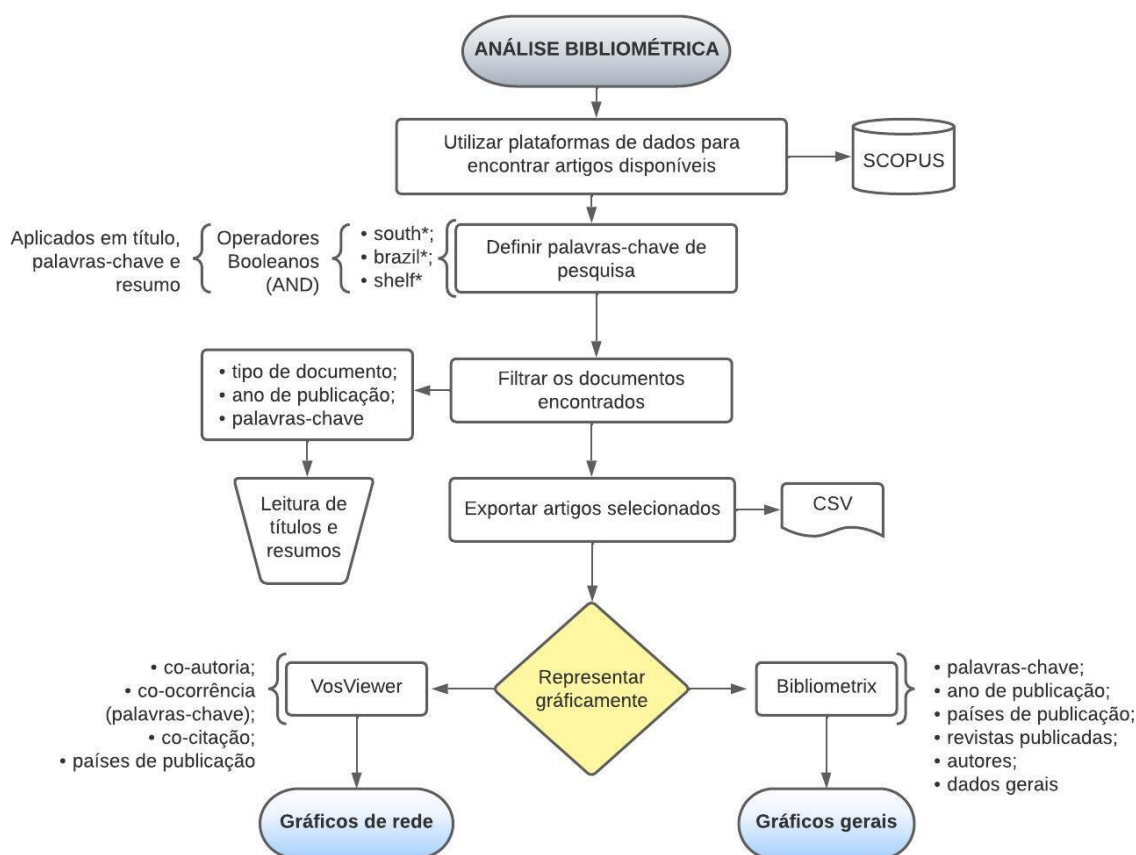 ANÁLISE BIBLIOMÉTRICA
Utilizar plataformas de dados para
encontrar artigos disponíveis
SCOPUS
Aplicados em título,
palavras-chave e
resumo
Operadores
Booleanos
(AND)
• south*;
• brazil*;
• shelf*
Definir palavras-chave de
pesquisa
• tipo de documento;
• ano de publicação;
• palavras-chave
Filtrar os documentos
encontrados
Leitura de
títulos e
resumos
Exportar artigos selecionados
CSV
Representar
gráficamente
• co-autoria;
• co-ocorrência
(palavras-chave);
• co-citação;
• países de publicação
VosViewer
Bibliometrix
• palavras-chave;
• ano de publicação;
• países de publicação;
• revistas publicadas;
• autores;
• dados gerais
Gráficos de rede
Gráficos gerais